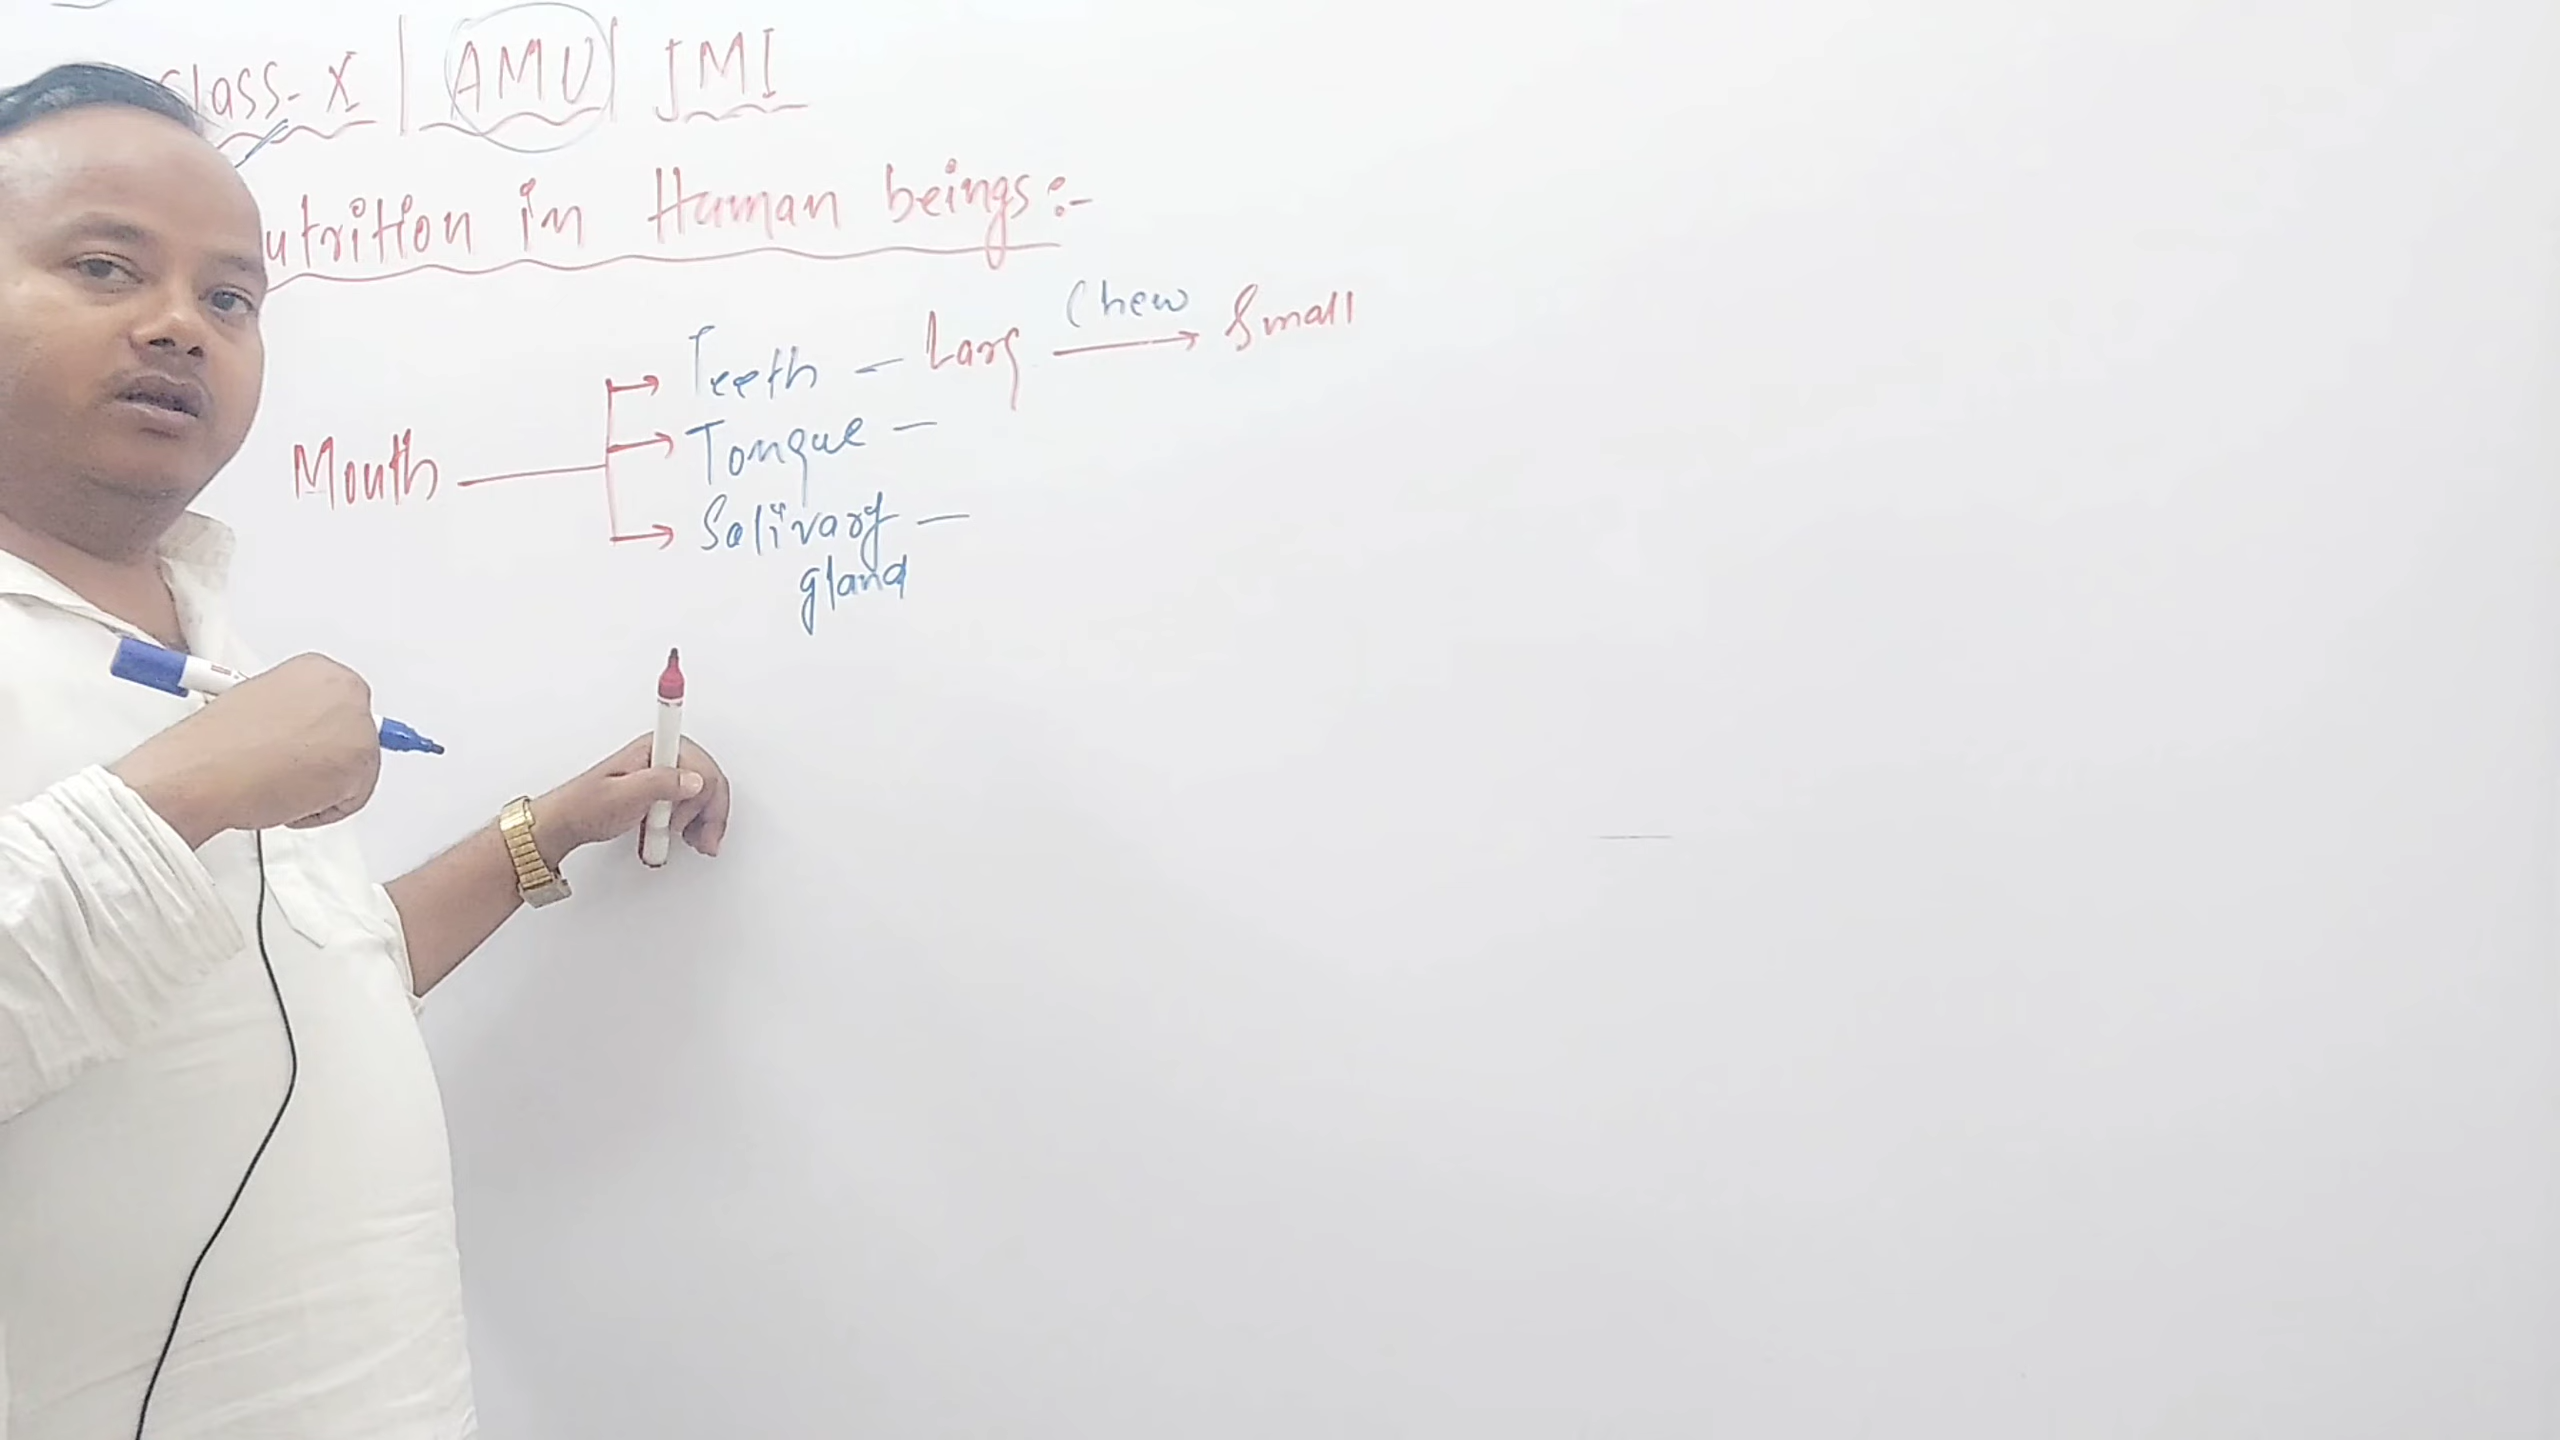 Class-X | AMU | JMI
utrition in Human beings:-
Chew
Teeth - Larg → Small
Mouth → Tongue -
→ Salivary -
gland